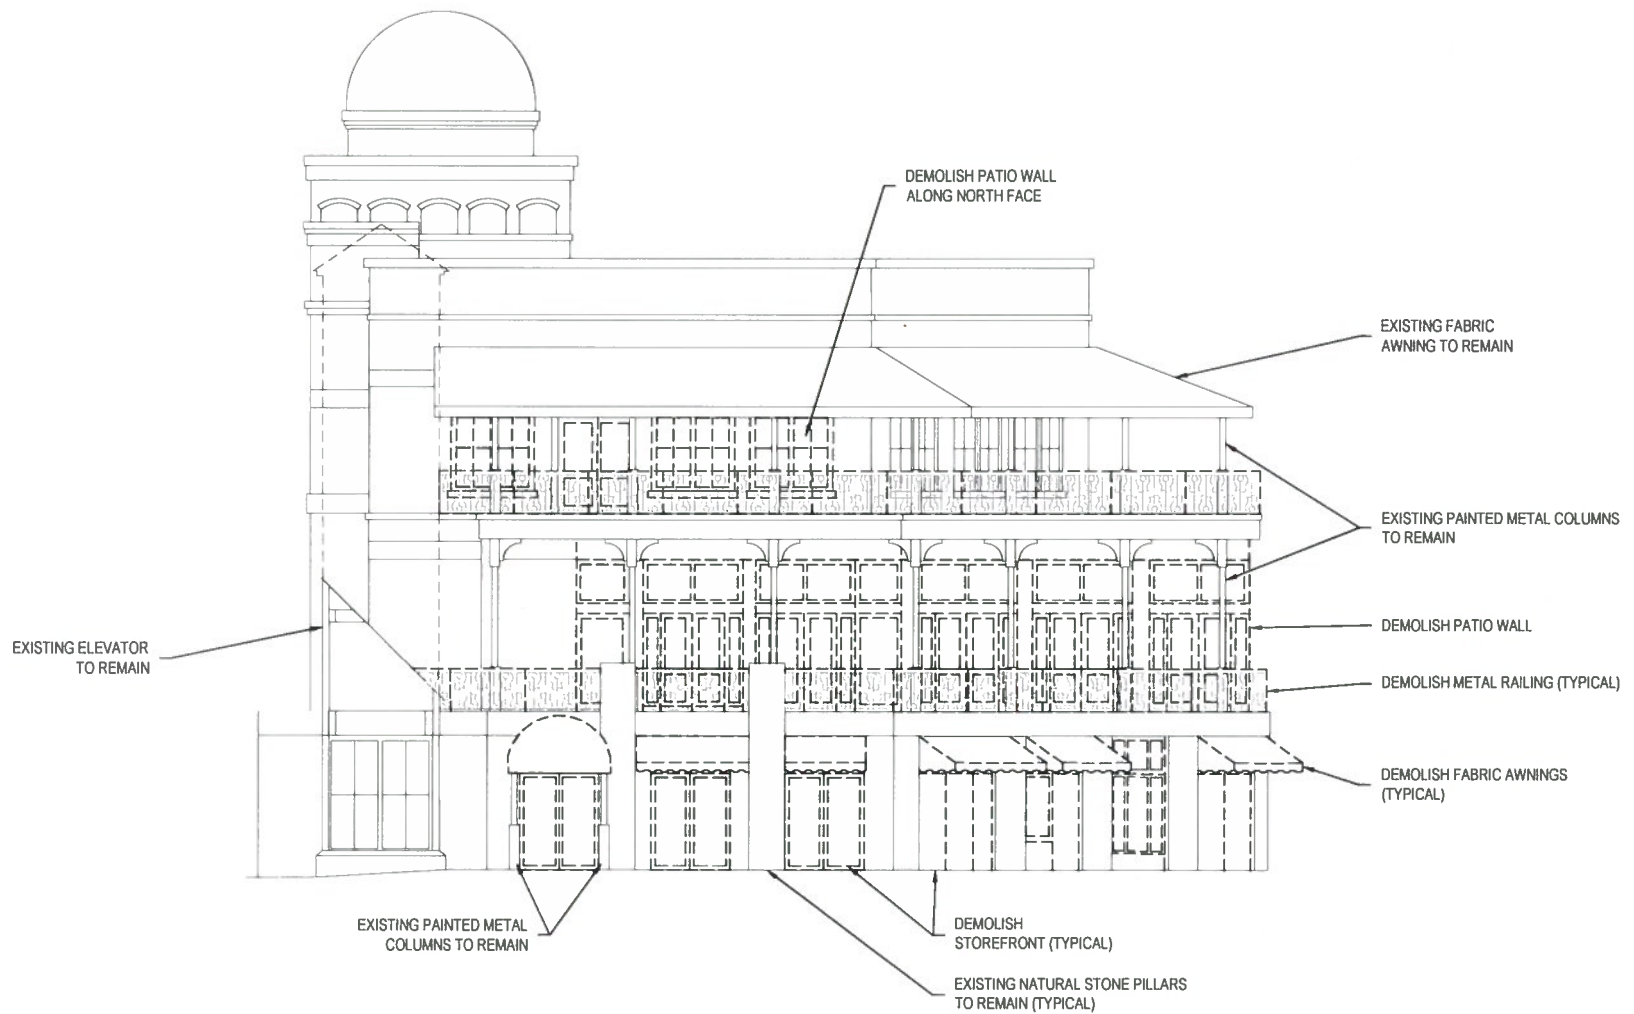 DEMOLISH PATIO WALL
ALONG NORTH FACE
EXISTING FABRIC
AWNING TO REMAIN
EXISTING PAINTED METAL COLUMNS
TO REMAIN
DEMOLISH PATIO WALL
EXISTING ELEVATOR
TO REMAIN
DEMOLISH METAL RAILING (TYPICAL)
DEMOLISH FABRIC AWNINGS
(TYPICAL)
EXISTING PAINTED METAL
COLUMNS TO REMAIN
DEMOLISH
STOREFRONT (TYPICAL)
EXISTING NATURAL STONE PILLARS
TO REMAIN (TYPICAL)